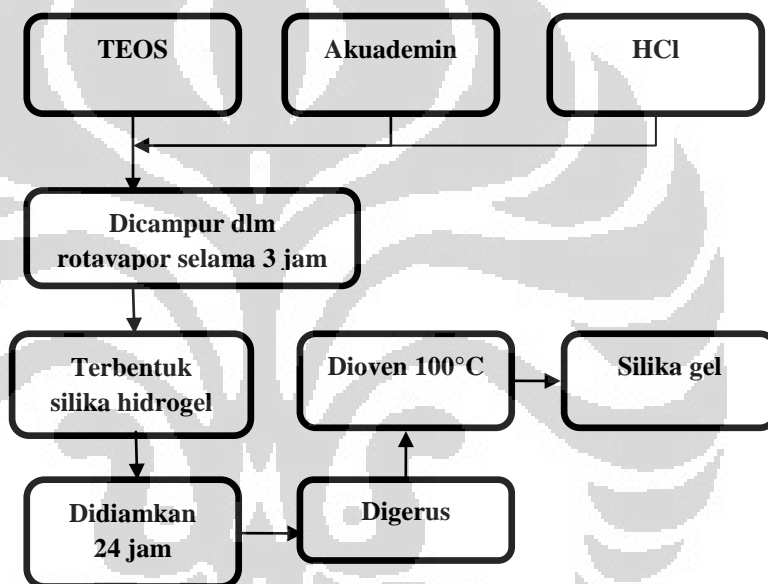 TEOS
Akuademin
HCl
Dicampur dlm
rotavapor selama 3 jam
Terbentuk
silika hidrogel
Dioven 100°C
Silika gel
Didiamkan
24 jam
Digerus